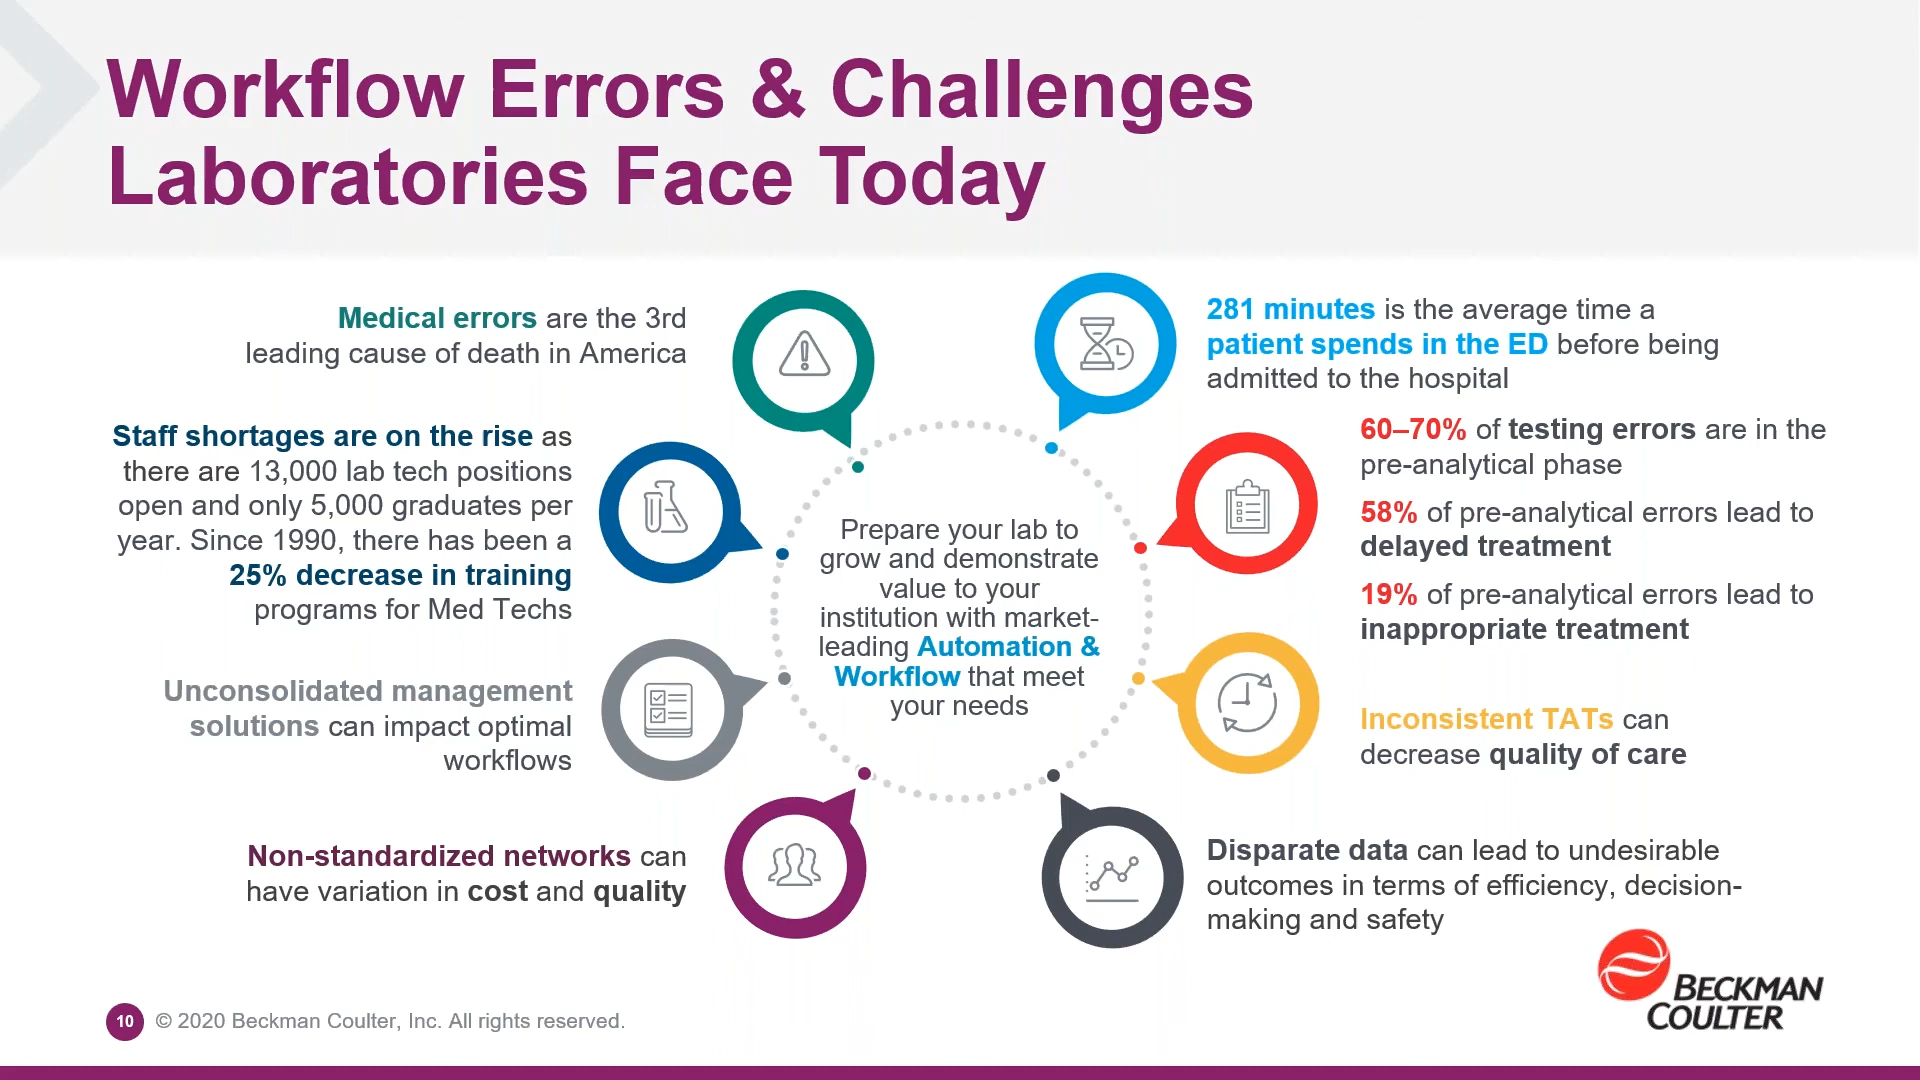 Workflow Errors & Challenges
Laboratories Face Today
Medical errors are the 3rd
leading cause of death in America
Staff shortages are on the rise as
there are 13,000 lab tech positions
open and only 5,000 graduates per
year. Since 1990, there has been a
25% decrease in training
programs for Med Techs
Unconsolidated management
solutions can impact optimal
workflows
Non-standardized networks can
have variation in cost and quality
Prepare your lab to
grow and demonstrate
value to your
institution with market-
leading Automation &
Workflow that meet
your needs
281 minutes is the average time a
patient spends in the ED before being
admitted to the hospital
60–70% of testing errors are in the
pre-analytical phase
58% of pre-analytical errors lead to
delayed treatment
19% of pre-analytical errors lead to
inappropriate treatment
Inconsistent TATs can
decrease quality of care
Disparate data can lead to undesirable
outcomes in terms of efficiency, decision-
making and safety
BECKMAN
COULTER
10 © 2020 Beckman Coulter, Inc. All rights reserved.